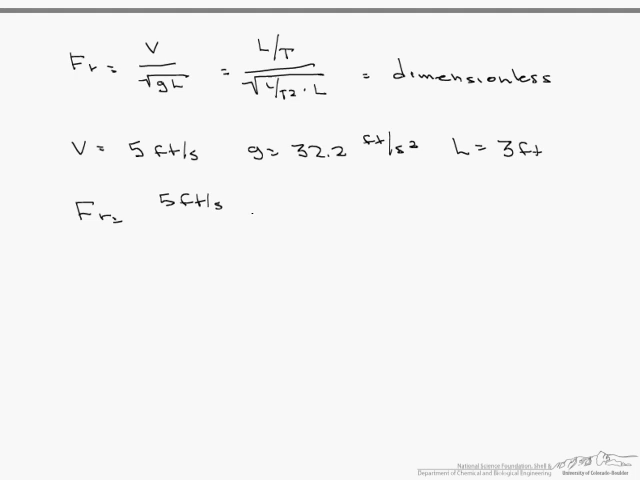 Fr = V/√gL = L/T/√L/T2 · L = dimensionless
V = 5 ft/s g= 32.2 ft/s2 L = 3 ft
Fr= 5 ft/s
National Science Foundation, Shell &
Department of Chemical and Biological Engineering University of Colorado-Boulder